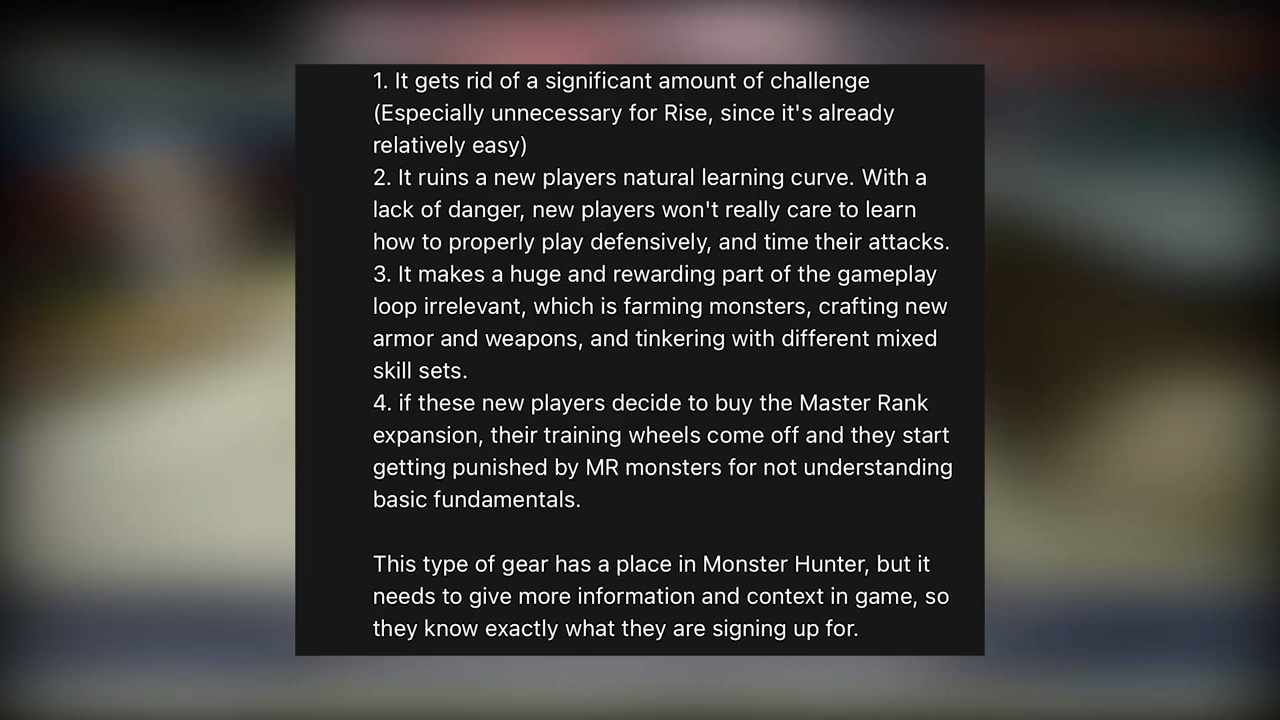 1. It gets rid of a significant amount of challenge
(Especially unnecessary for Rise, since it's already
relatively easy)
2. It ruins a new players natural learning curve. With a
lack of danger, new players won't really care to learn
how to properly play defensively, and time their attacks.
3. It makes a huge and rewarding part of the gameplay
loop irrelevant, which is farming monsters, crafting new
armor and weapons, and tinkering with different mixed
skill sets.
4. if these new players decide to buy the Master Rank
expansion, their training wheels come off and they start
getting punished by MR monsters for not understanding
basic fundamentals.
This type of gear has a place in Monster Hunter, but it
needs to give more information and context in game, so
they know exactly what they are signing up for.